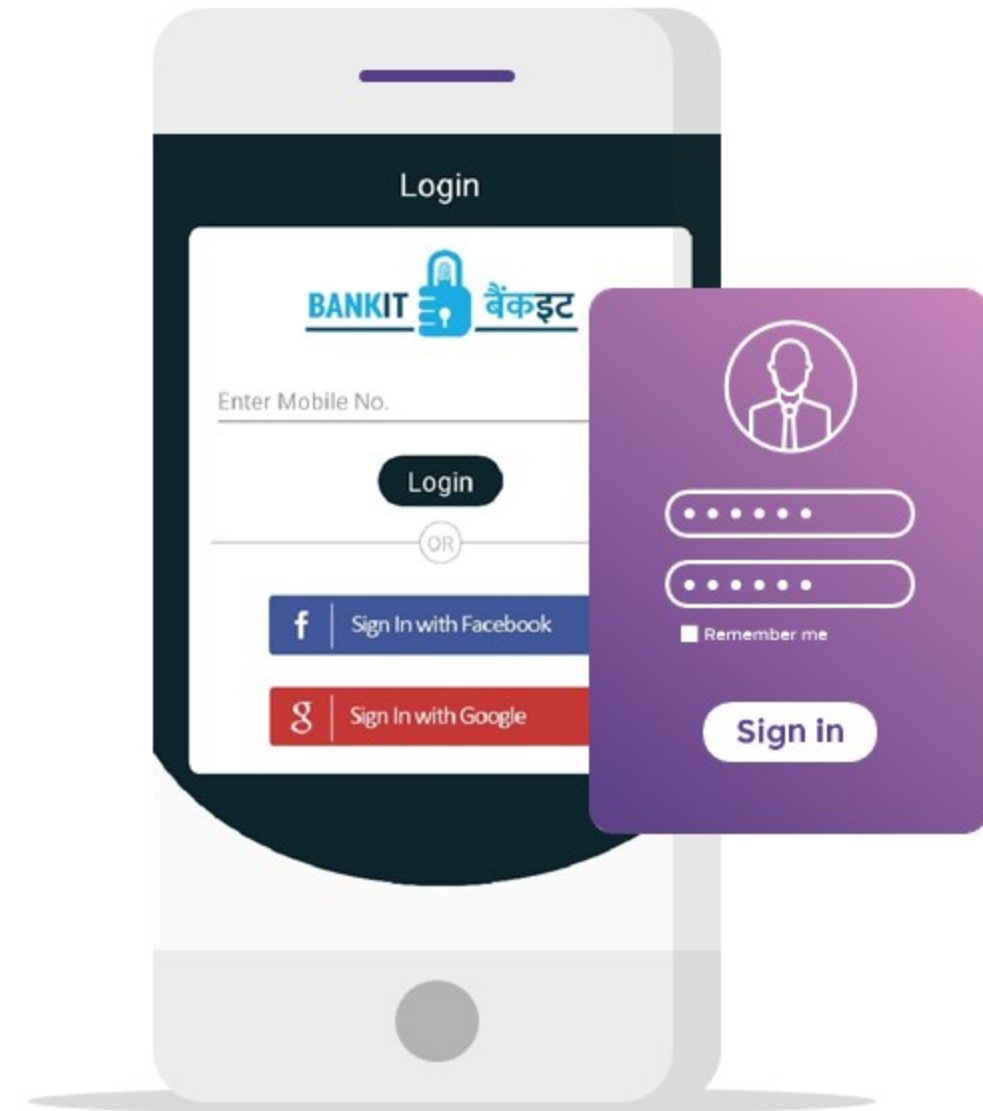 Login
BANKIT बैंकइट
Enter Mobile No.
Login
OR
f Sign In with Facebook
g Sign In with Google
Remember me
Sign in